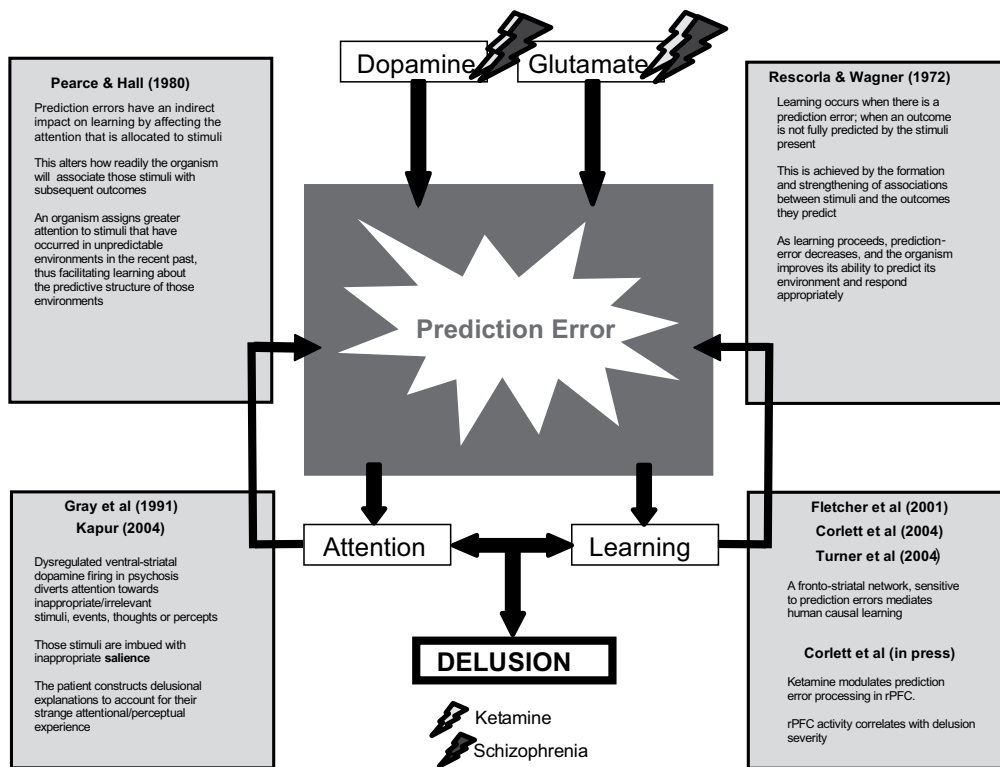 Dopamine
Glutamate
Pearce & Hall (1980)
Prediction errors have an indirect
impact on learning by affecting the
attention that is allocated to stimuli
This alters how readily the organism
will associate those stimuli with
subsequent outcomes
An organism assigns greater
attention to stimuli that have
occurred in unpredictable
environments in the recent past,
thus facilitating learning about
the predictive structure of those
environments
Rescorla & Wagner (1972)
Learning occurs when there is a
prediction error; when an outcome
is not fully predicted by the stimuli
present
This is achieved by the formation
and strengthening of associations
between stimuli and the outcomes
they predict
As learning proceeds, prediction-
error decreases, and the organism
improves its ability to predict its
environment and respond
appropriately
Prediction Error
Gray et al (1991)
Kapur (2004)
Dysregulated ventral-striatal
dopamine firing in psychosis
diverts attention towards
inappropriate/irrelevant
stimuli, events, thoughts or percepts
Those stimuli are imbued with
inappropriate salience
The patient constructs delusional
explanations to account for their
strange attentional/perceptual
experience
Attention
Learning
DELUSION
Ketamine
Schizophrenia
Fletcher et al (2001)
Corlett et al (2004)
Turner et al (2004)
A fronto-striatal network, sensitive
to prediction errors mediates
human causal learning
Corlett et al (in press)
Ketamine modulates prediction
error processing in rPFC.
rPFC activity correlates with delusion
severity